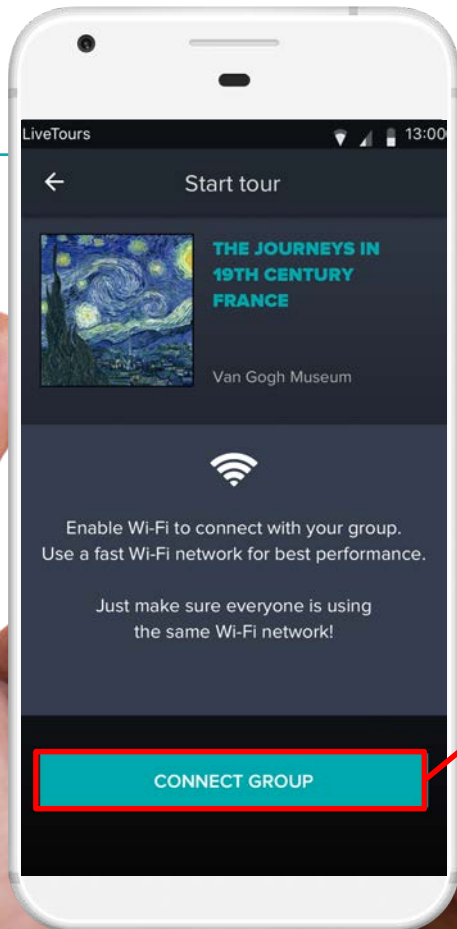 LiveTours 13:00
Start tour
THE JOURNEYS IN
19TH CENTURY
FRANCE
Van Gogh Museum
Enable Wi-Fi to connect with your group.
Use a fast Wi-Fi network for best performance.
Just make sure everyone is using
the same Wi-Fi network!
CONNECT GROUP